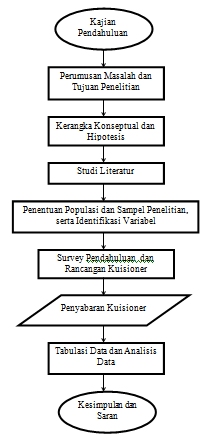 Kajian
Pendahuluan
Perumusan Masalah dan
Tujuan Penelitian
Kerangka Konseptual dan
Hipotesis
Studi Literatur
Penentuan Populasi dan Sampel Penelitian,
serta Identifikasi Variabel
Survey Pendahuluan dan
Rancangan Kuisioner
Penyabaran Kuisioner
Tabulasi Data dan Analisis
Data
Kesimpulan dan
Saran